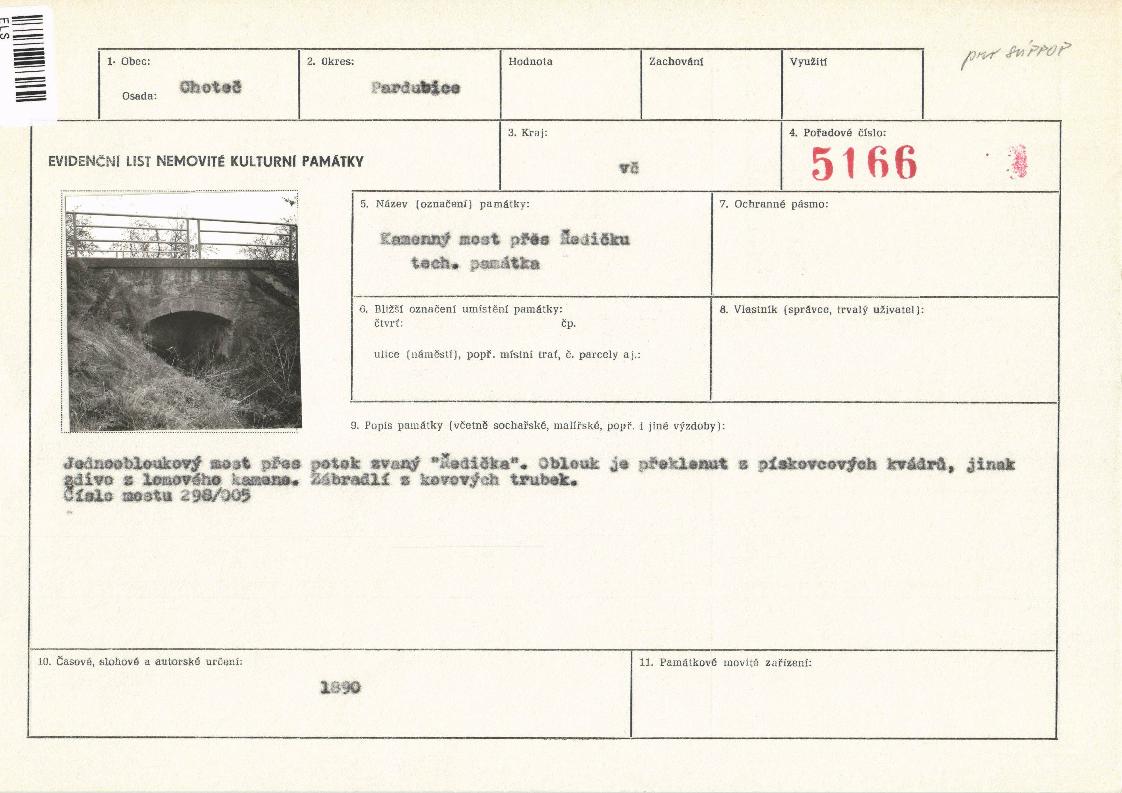 ELS
pro SÚPPOP
1. Obec:
Osada: Choteč
2. Okres:
Pardubice
Hodnota
Zachování
Využití
EVIDENČNÍ LIST NEMOVITÉ KULTURNÍ PAMÁTKY
3. Kraj:
vč
4. Pořadové číslo:
5166
5. Název (označení) památky:
Kamenný most přes Ředičku
tech. památka
7. Ochranné pásmo:
6. Bližší označení umístění památky:
čtvrť: čp.
ulice (náměstí), popř. místní trať, č. parcely aj.:
8. Vlastník (správce, trvalý uživatel):
9. Popis památky (včetně sochařské, malířské, popř. i jiné výzdoby):
Jednoobloukový most přes potok zvaný "Ředička". Oblouk je překlenut z pískovcových kvádrů, jinak
zdivo z lomového kamene. Zábradlí z kovových trubek.
Číslo mostu 298/005
10. Časové, slohové a autorské určení:
1890
11. Památkově movité zařízení: